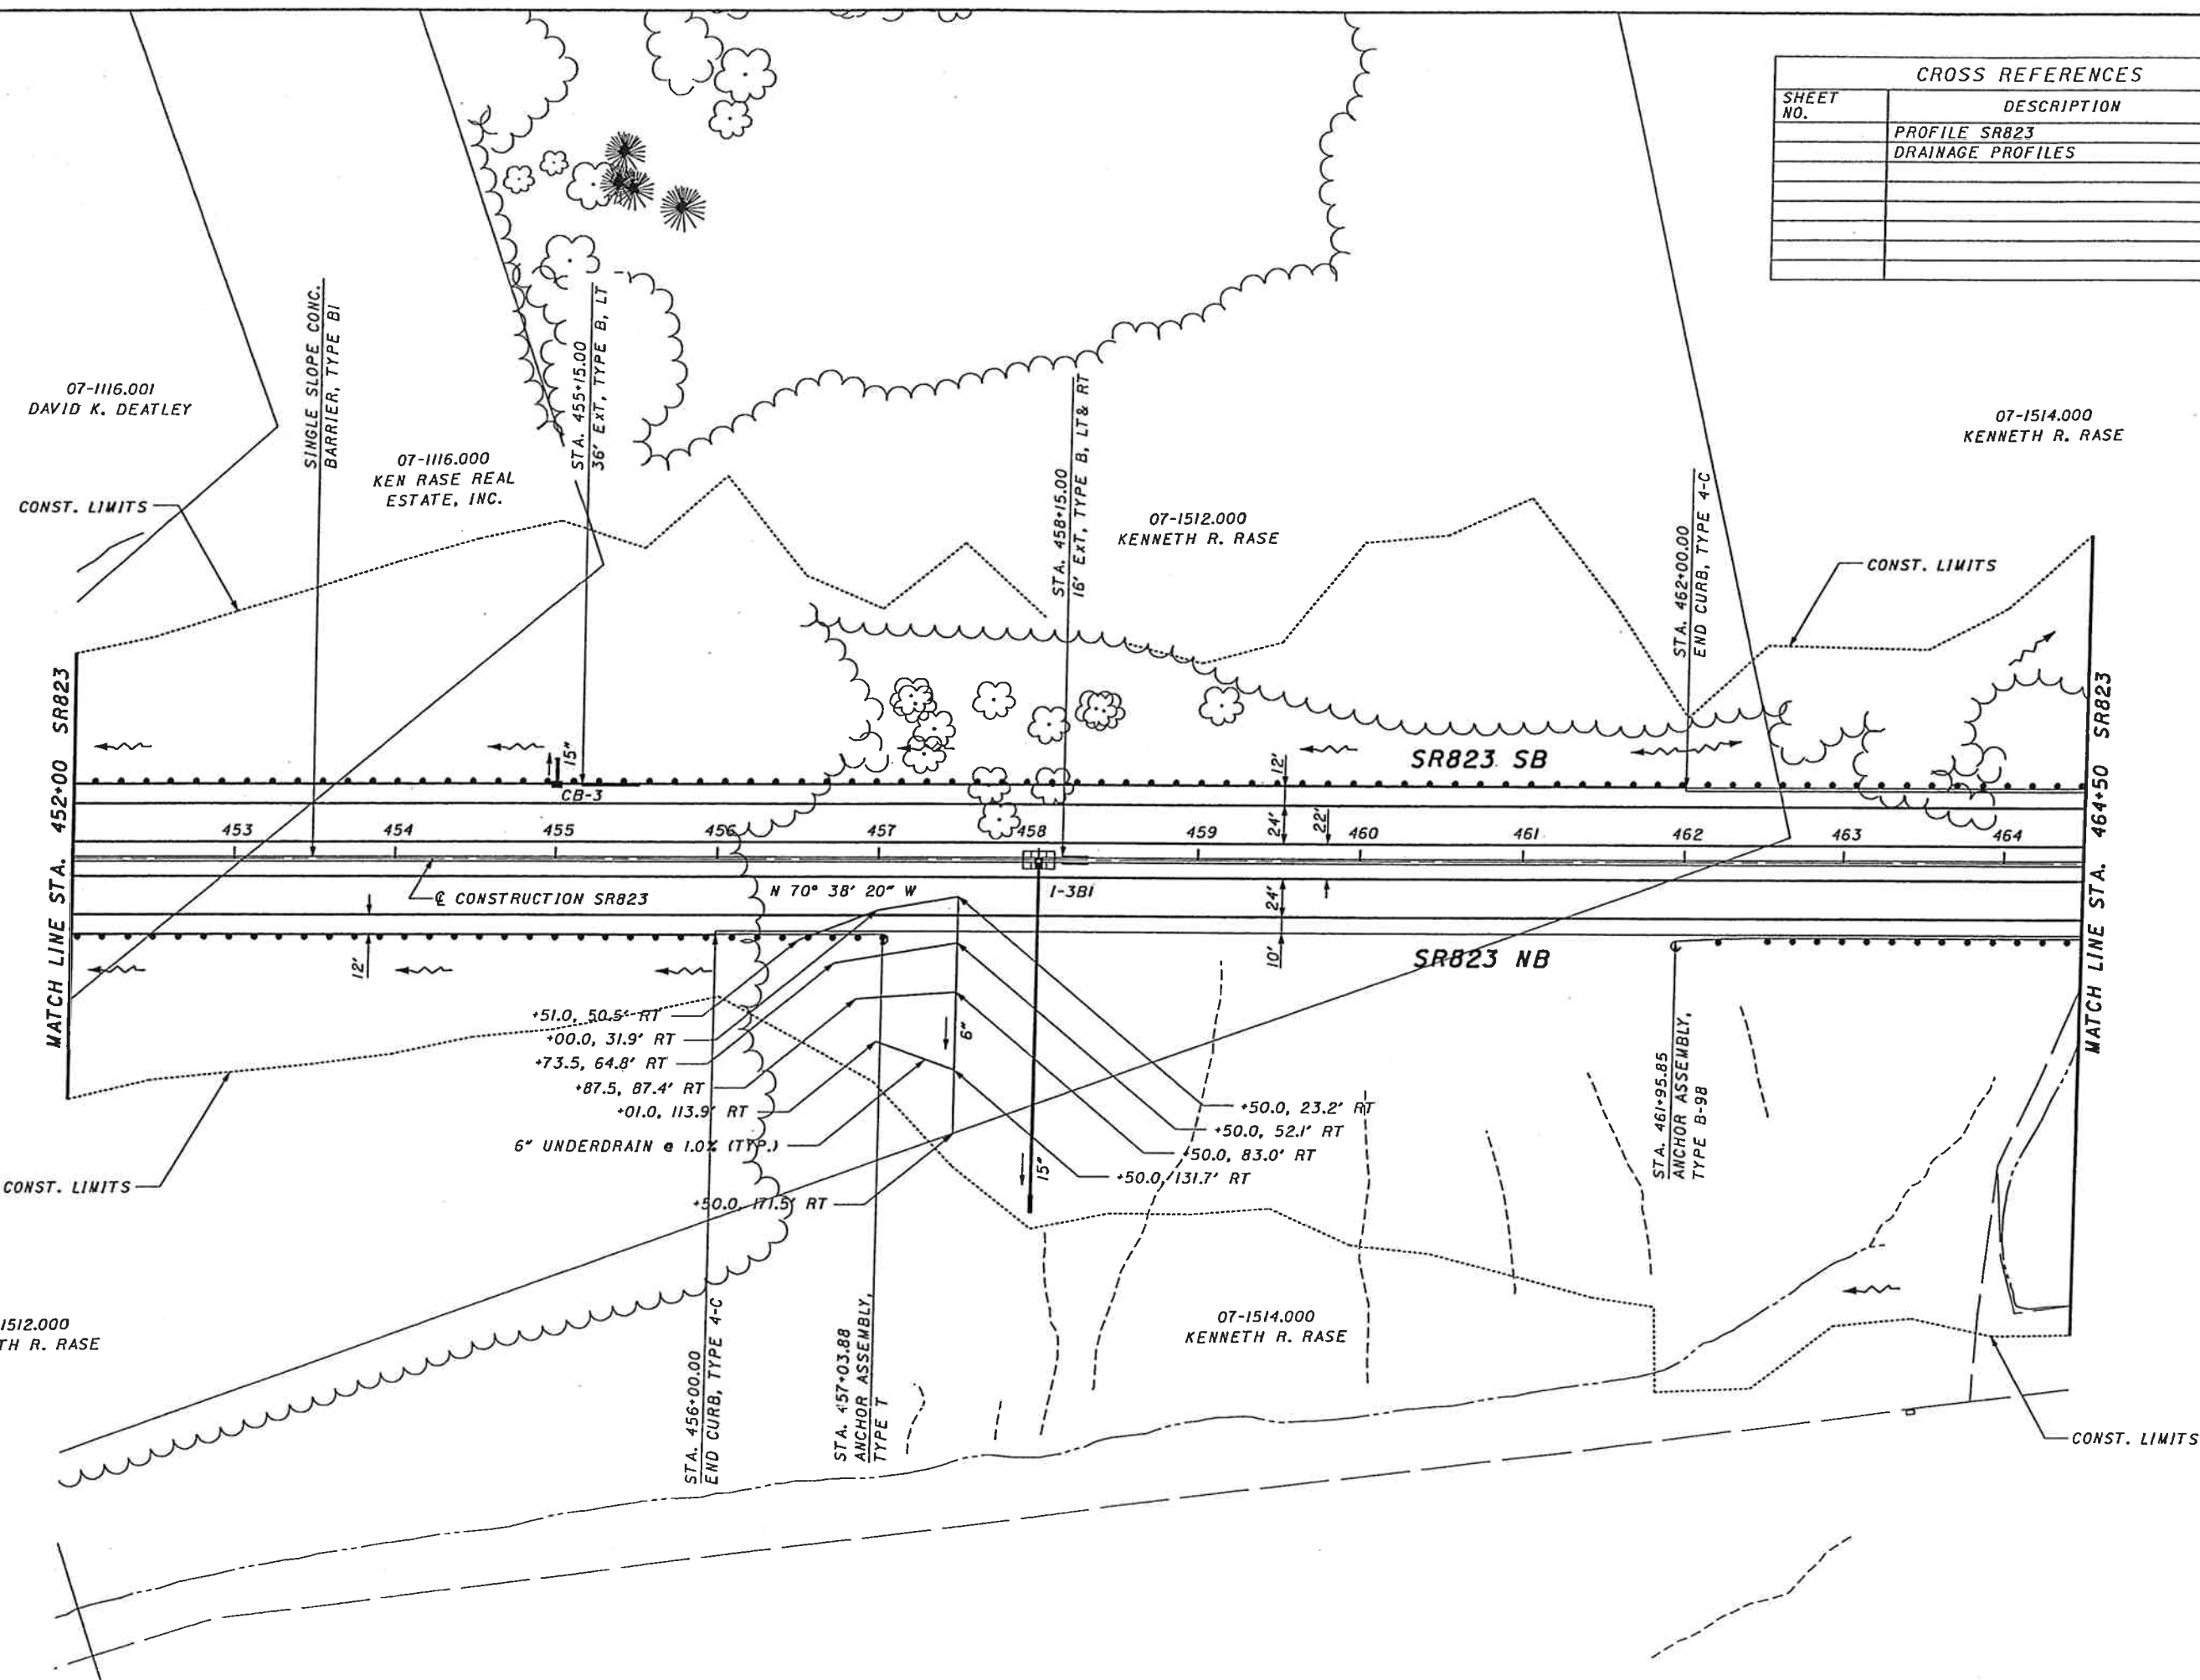 CROSS REFERENCES
SHEET NO.
DESCRIPTION
PROFILE SR823
DRAINAGE PROFILES
07-1116.001
DAVID K. DEATLEY
SINGLE SLOPE CONC.
BARRIER, TYPE B1
07-1116.000
KEN RASE REAL
ESTATE, INC.
STA. 455+15.00
36' EXT, TYPE B, LT
STA. 458+15.00
16' EXT, TYPE B, LT & RT
07-1512.000
KENNETH R. RASE
STA. 462+00.00
END CURB, TYPE 4-C
07-1514.000
KENNETH R. RASE
CONST. LIMITS
CONST. LIMITS
MATCH LINE STA. 452+00 SR823
MATCH LINE STA. 464+50 SR823
15"
CB-3
12'
SR823 SB
453
454
455
456
457
458
459
460
461
462
463
464
24'
22'
℄ CONSTRUCTION SR823
N 70° 38' 20" W
I-3B1
24'
12'
10'
SR823 NB
+51.0, 50.5' RT
+00.0, 31.9' RT
+73.5, 64.8' RT
+87.5, 87.4' RT
+01.0, 113.9' RT
6" UNDERDRAIN @ 1.0% (TYP.)
+50.0, 171.5' RT
6"
15"
+50.0, 23.2' RT
+50.0, 52.1' RT
+50.0, 83.0' RT
+50.0, 131.7' RT
STA. 461+95.85
ANCHOR ASSEMBLY,
TYPE B-98
CONST. LIMITS
1512.000
TH R. RASE
STA. 456+00.00
END CURB, TYPE 4-C
STA. 457+03.88
ANCHOR ASSEMBLY,
TYPE T
07-1514.000
KENNETH R. RASE
CONST. LIMITS